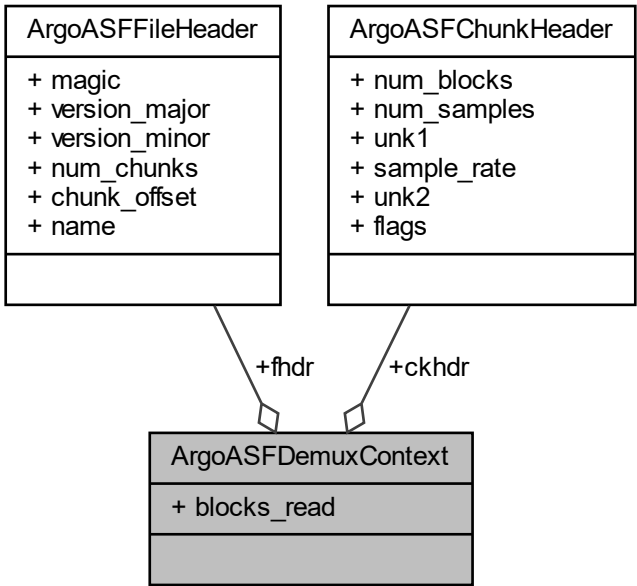 ArgoASFFileHeader
+ magic
+ version_major
+ version_minor
+ num_chunks
+ chunk_offset
+ name
ArgoASFChunkHeader
+ num_blocks
+ num_samples
+ unk1
+ sample_rate
+ unk2
+ flags
+fhdr
+ckhdr
ArgoASFDemuxContext
+ blocks_read